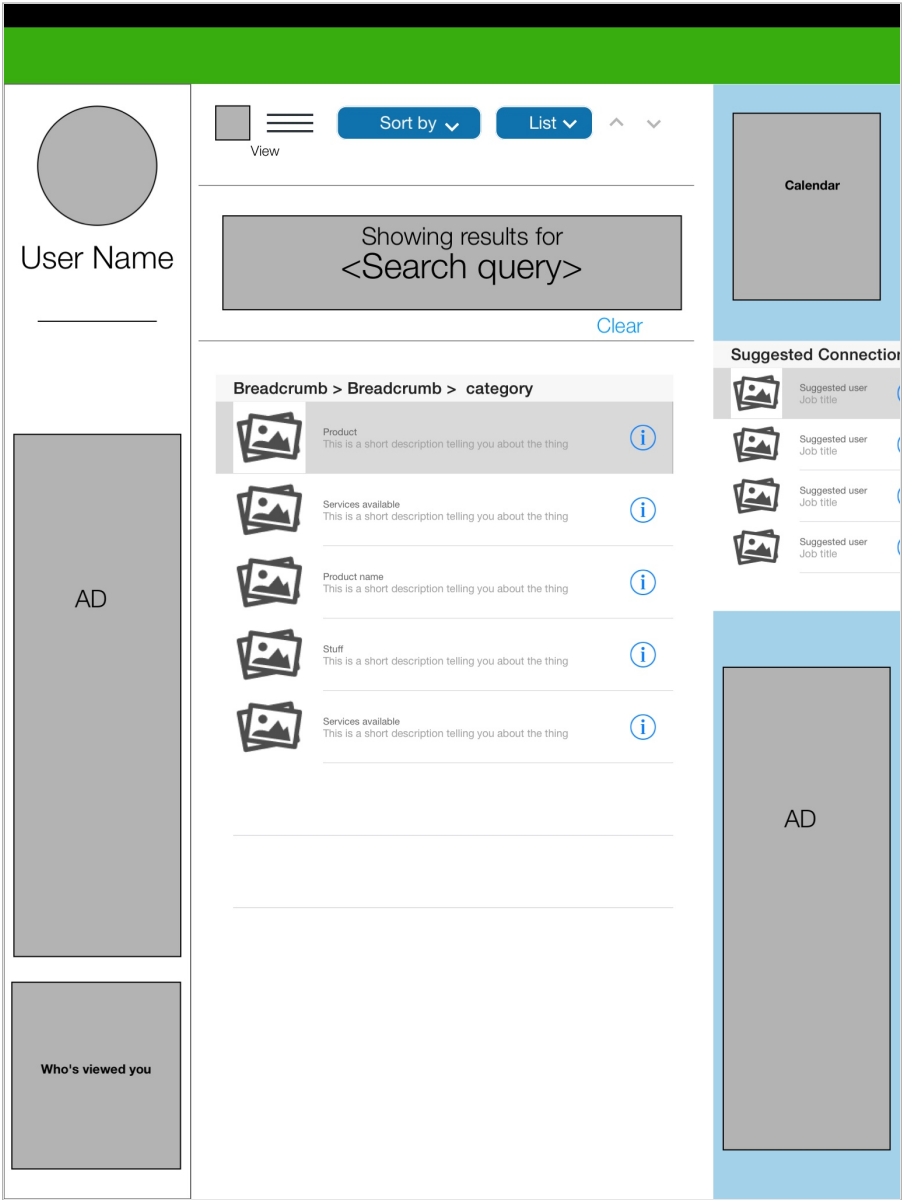 User Name
AD
Who's viewed you
View
Sort by
List
Showing results for
<Search query>
Clear
Breadcrumb > Breadcrumb > category
Product
This is a short description telling you about the thing
Services available
This is a short description telling you about the thing
Product name
This is a short description telling you about the thing
Stuff
This is a short description telling you about the thing
Services available
This is a short description telling you about the thing
Calendar
Suggested Connection
Suggested user
Job title
Suggested user
Job title
Suggested user
Job title
Suggested user
Job title
AD